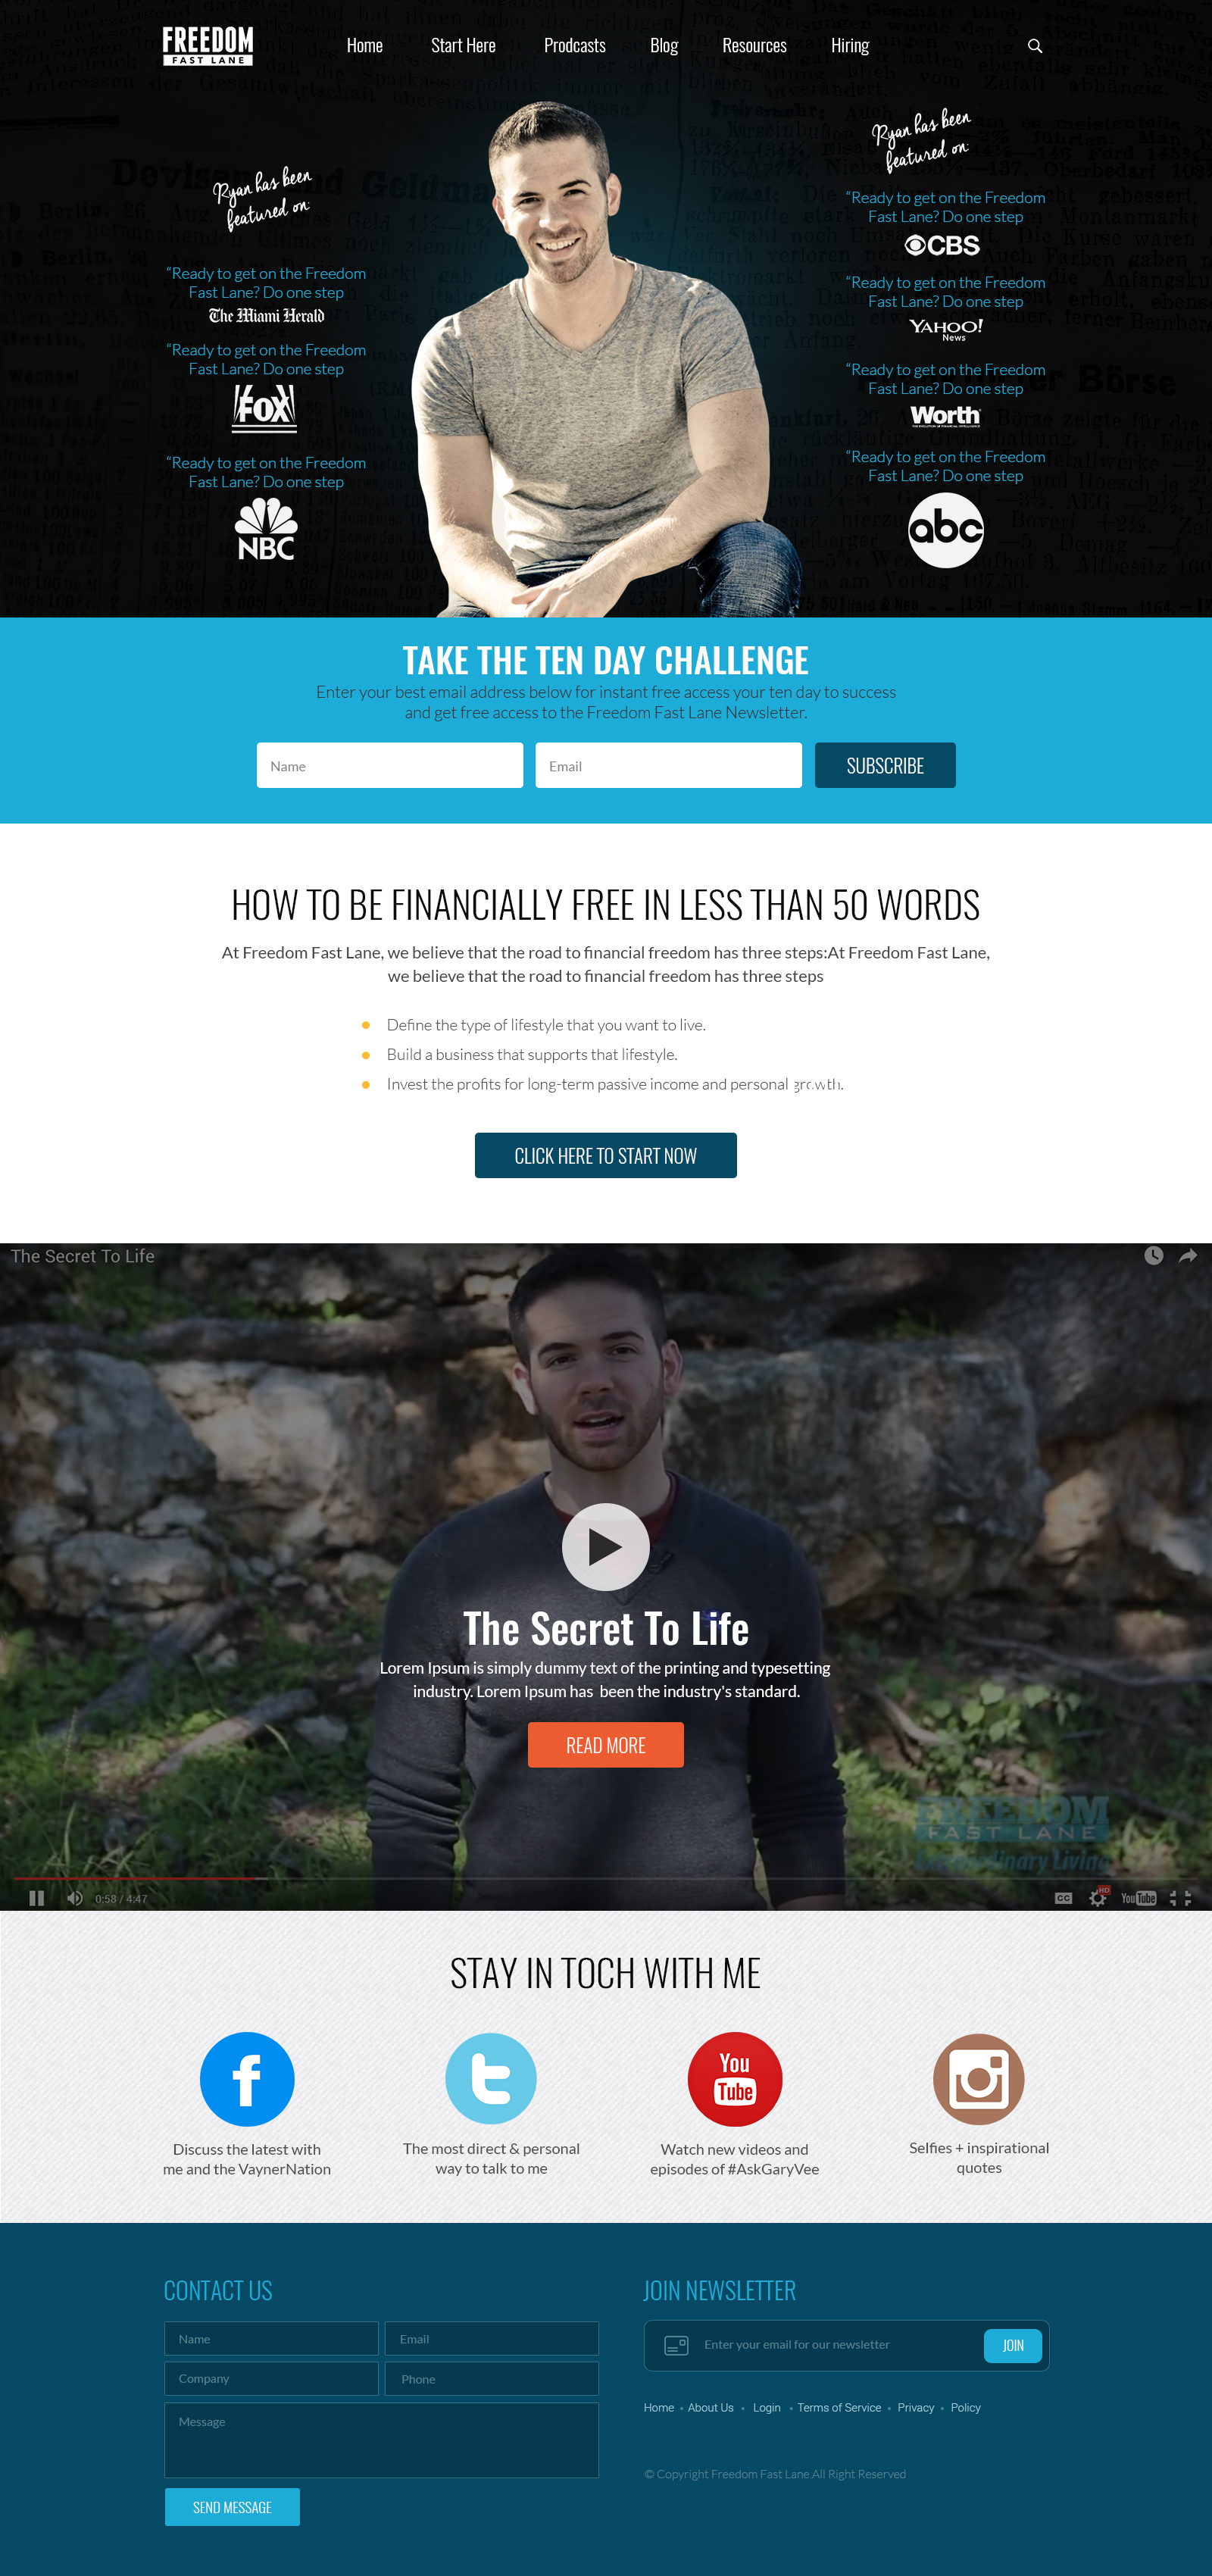 FREEDOM
FAST LANE
Home
Start Here
Prodcasts
Blog
Resources
Hiring
Ryan has been
featured on:
“Ready to get on the Freedom
Fast Lane? Do one step
The Miami Herald
“Ready to get on the Freedom
Fast Lane? Do one step
FOX
“Ready to get on the Freedom
Fast Lane? Do one step
NBC
Ryan has been
featured on:
“Ready to get on the Freedom
Fast Lane? Do one step
CBS
“Ready to get on the Freedom
Fast Lane? Do one step
YAHOO!
News
“Ready to get on the Freedom
Fast Lane? Do one step
Worth
“Ready to get on the Freedom
Fast Lane? Do one step
abc
TAKE THE TEN DAY CHALLENGE
Enter your best email address below for instant free access your ten day to success
and get free access to the Freedom Fast Lane Newsletter.
Name
Email
SUBSCRIBE
HOW TO BE FINANCIALLY FREE IN LESS THAN 50 WORDS
At Freedom Fast Lane, we believe that the road to financial freedom has three steps:At Freedom Fast Lane,
we believe that the road to financial freedom has three steps
Define the type of lifestyle that you want to live.
Build a business that supports that lifestyle.
Invest the profits for long-term passive income and personal growth.
CLICK HERE TO START NOW
The Secret To Life
The Secret To Life
Lorem Ipsum is simply dummy text of the printing and typesetting
industry. Lorem Ipsum has been the industry's standard.
READ MORE
FREEDOM
FAST LANE
Extraordinary Living
0:58 / 4:47
CC
HD
YouTube
STAY IN TOCH WITH ME
You
Tube
Discuss the latest with
me and the VaynerNation
The most direct & personal
way to talk to me
Watch new videos and
episodes of #AskGaryVee
Selfies + inspirational
quotes
CONTACT US
Name
Email
Company
Phone
Message
SEND MESSAGE
JOIN NEWSLETTER
Enter your email for our newsletter
JOIN
Home • About Us • Login • Terms of Service • Privacy • Policy
© Copyright Freedom Fast Lane.All Right Reserved